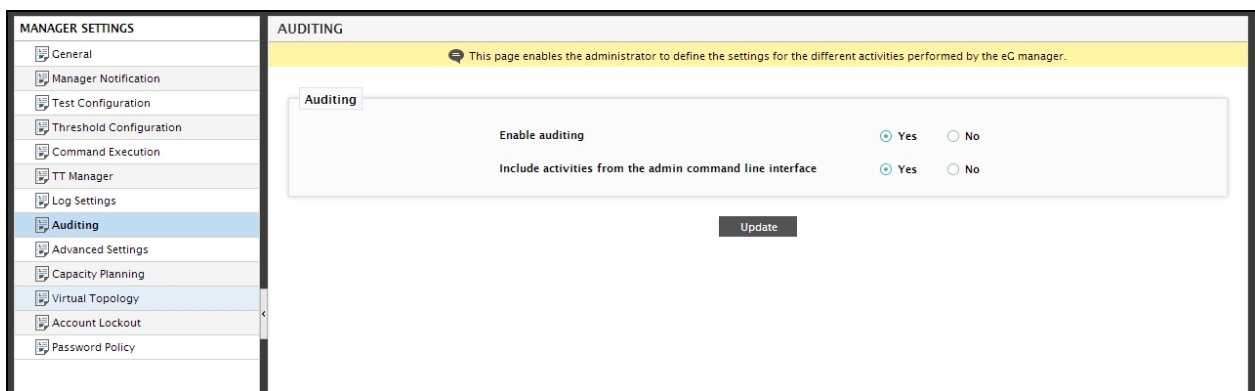 MANAGER SETTINGS
General
Manager Notification
Test Configuration
Threshold Configuration
Command Execution
TT Manager
Log Settings
Auditing
Advanced Settings
Capacity Planning
Virtual Topology
Account Lockout
Password Policy
AUDITING
This page enables the administrator to define the settings for the different activities performed by the eG manager.
Auditing
Enable auditing Yes No
Include activities from the admin command line interface Yes No
Update